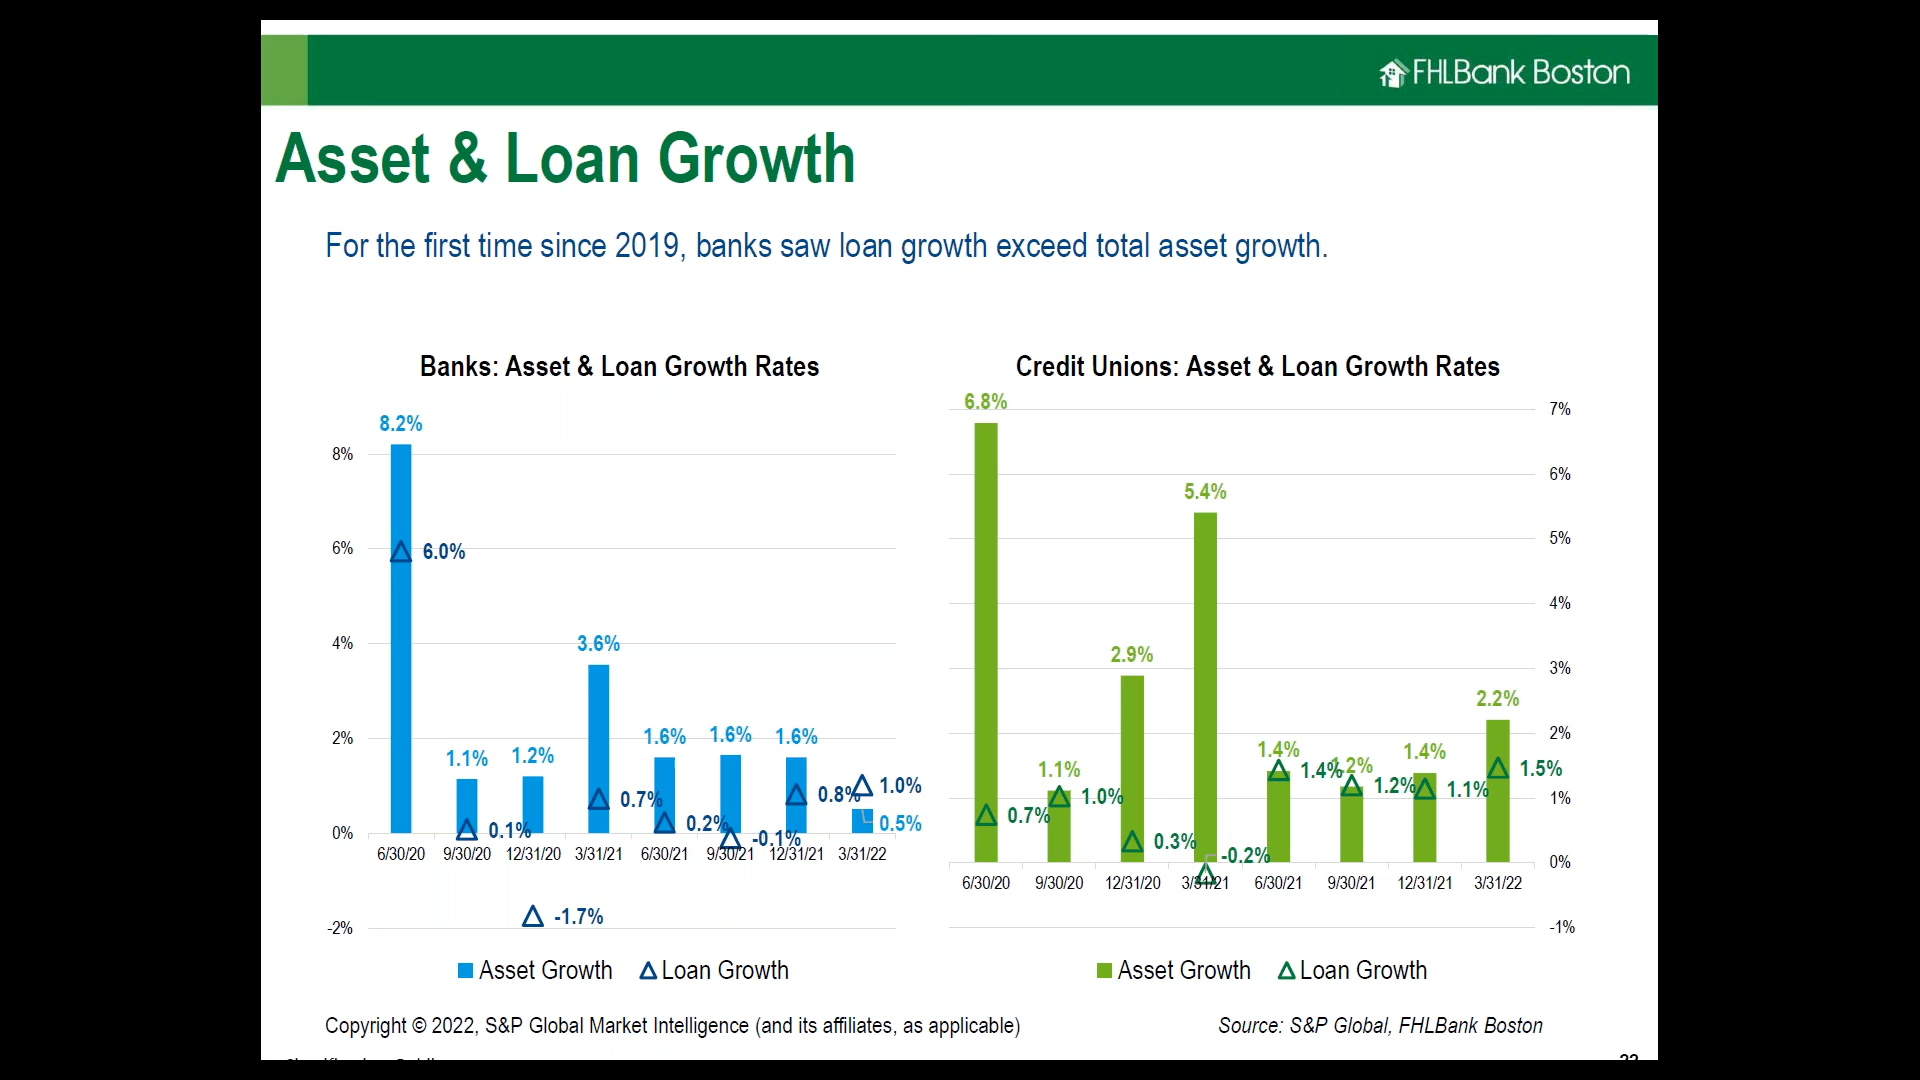 FHLBank Boston
Asset & Loan Growth
For the first time since 2019, banks saw loan growth exceed total asset growth.
Banks: Asset & Loan Growth Rates
8.2%
8%
6.0%
6%
3.6%
4%
1.6% 1.6% 1.6%
2%
1.1% 1.2%
1.0%
0.7% 0.8%
0.2% 0.5%
0.1% -0.1%
0%
6/30/20 9/30/20 12/31/20 3/31/21 6/30/21 9/30/21 12/31/21 3/31/22
-1.7%
-2%
Asset Growth Loan Growth
Credit Unions: Asset & Loan Growth Rates
6.8%
7%
6%
5.4%
5%
4%
2.9%
3%
2.2%
2%
1.4% 1.2% 1.4%
1.1% 1.4% 1.5%
1.0% 1.2% 1.1%
1%
0.7%
0.3% -0.2%
0%
6/30/20 9/30/20 12/31/20 3/31/21 6/30/21 9/30/21 12/31/21 3/31/22
-1%
Asset Growth Loan Growth
Copyright © 2022, S&P Global Market Intelligence (and its affiliates, as applicable)
Source: S&P Global, FHLBank Boston